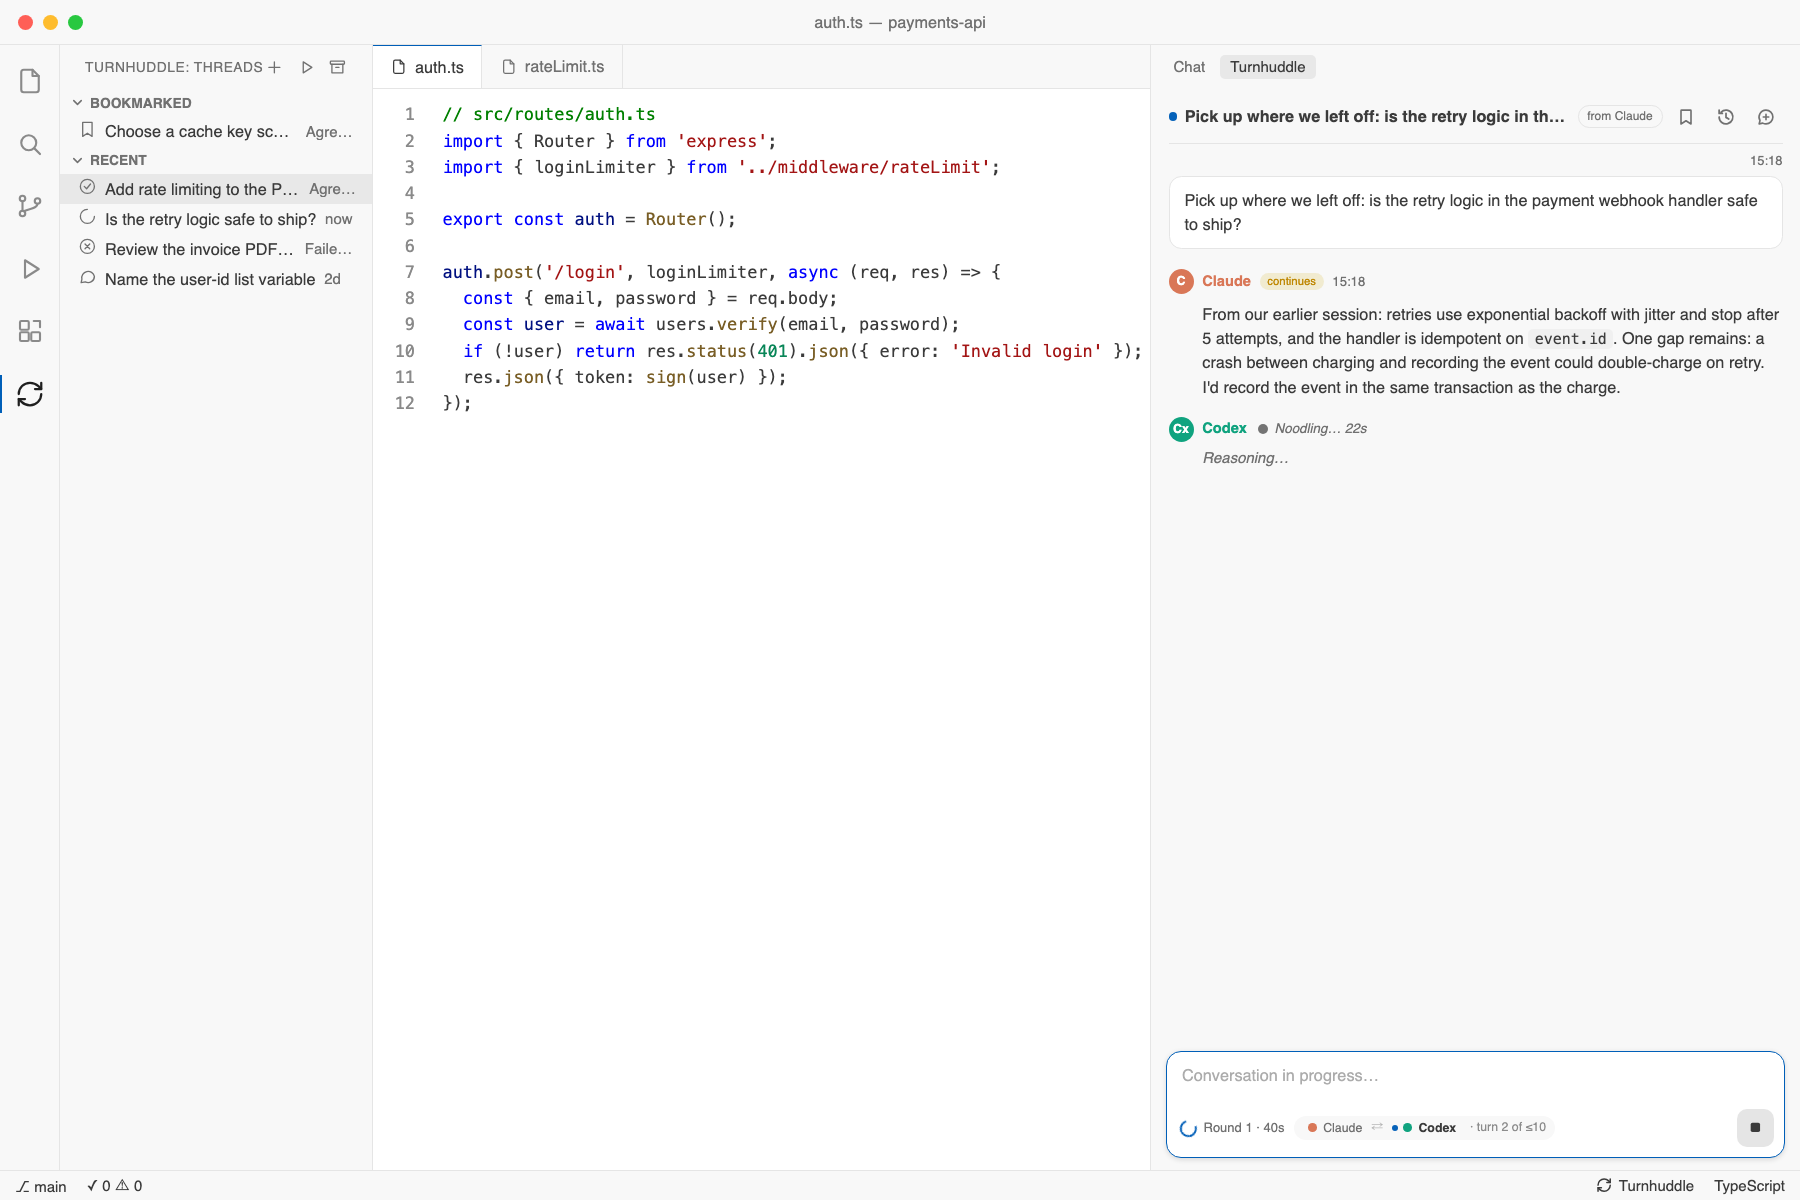 auth.ts — payments-api
TURNHUDDLE: THREADS
BOOKMARKED
Choose a cache key sc... Agre...
RECENT
Add rate limiting to the P... Agre...
Is the retry logic safe to ship? now
Review the invoice PDF... Faile...
Name the user-id list variable 2d
auth.ts
rateLimit.ts
1 // src/routes/auth.ts
2 import { Router } from 'express';
3 import { loginLimiter } from '../middleware/rateLimit';
4
5 export const auth = Router();
6
7 auth.post('/login', loginLimiter, async (req, res) => {
8 const { email, password } = req.body;
9 const user = await users.verify(email, password);
10 if (!user) return res.status(401).json({ error: 'Invalid login' });
11 res.json({ token: sign(user) });
12 });
Chat Turnhuddle
Pick up where we left off: is the retry logic in th... from Claude
15:18
Pick up where we left off: is the retry logic in the payment webhook handler safe
to ship?
C Claude continues 15:18
From our earlier session: retries use exponential backoff with jitter and stop after
5 attempts, and the handler is idempotent on event.id. One gap remains: a
crash between charging and recording the event could double-charge on retry.
I'd record the event in the same transaction as the charge.
Cx Codex Noodling... 22s
Reasoning...
Conversation in progress...
Round 1 · 40s Claude ⇄ Codex · turn 2 of ≤10
main ✓ 0 ⚠ 0
Turnhuddle TypeScript